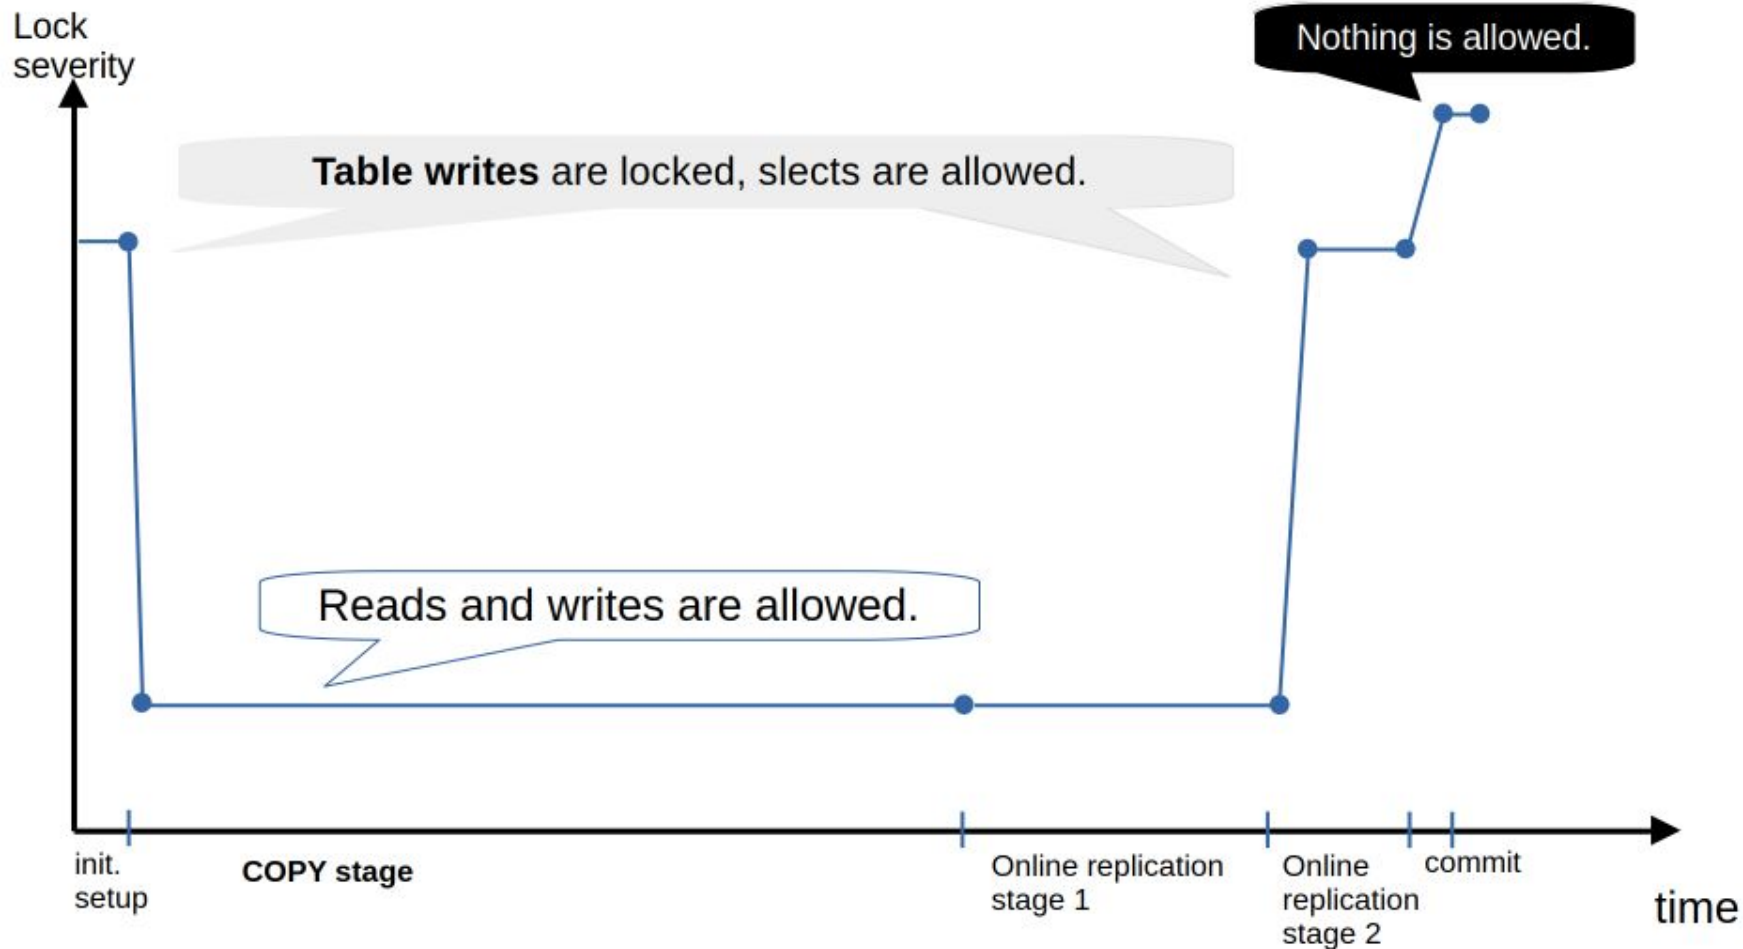 Lock
severity
Nothing is allowed.
Table writes are locked, slects are allowed.
Reads and writes are allowed.
init.
setup
COPY stage
Online replication
stage 1
Online
replication
stage 2
commit
time